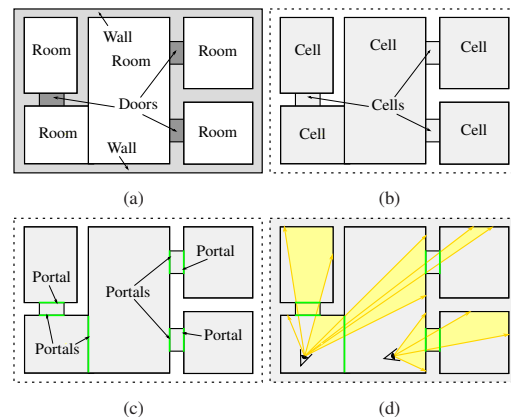 Wall
Room
Room
Room
Doors
Room
Room
Wall
(a)
Cell
Cell
Cell
Cells
Cell
Cell
(b)
Portal
Portal
Portals
Portals
Portal
(c)
(d)